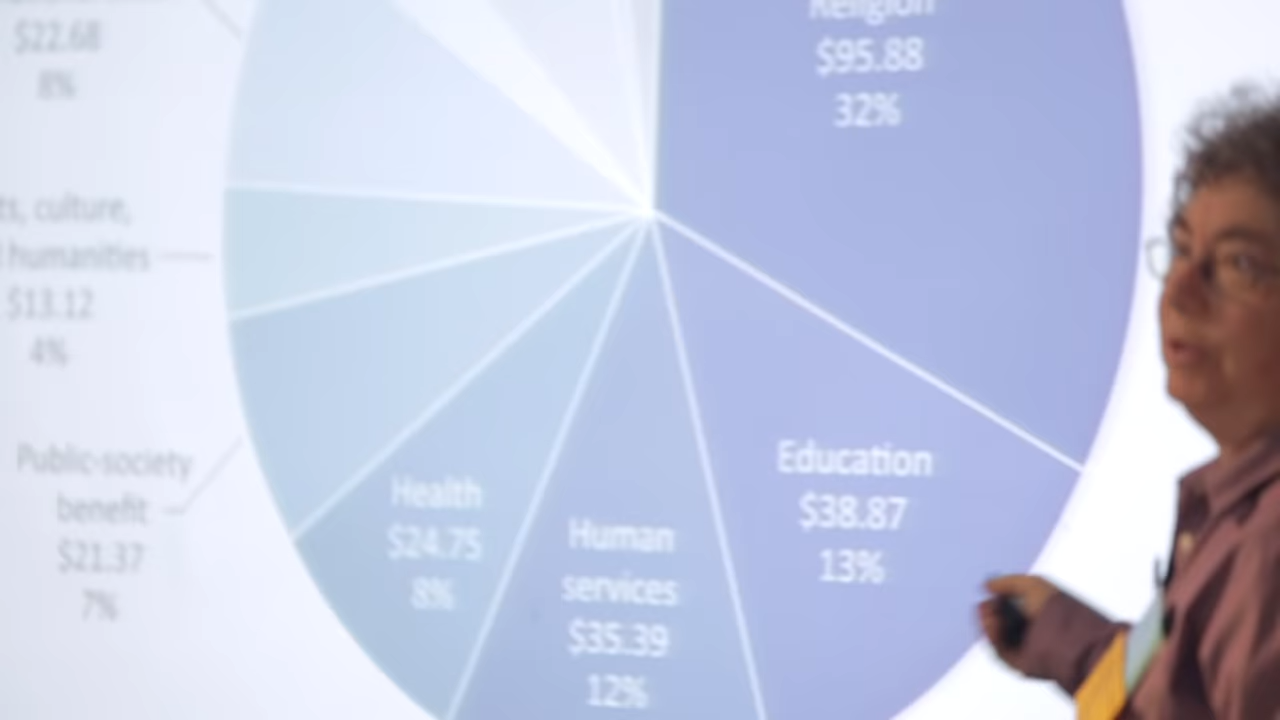 Religion
$95.88
32%
Education
$38.87
13%
Human
services
$35.39
12%
Health
$24.75
8%
Public-society
benefit
$21.37
7%
ts, culture,
humanities
$13.12
4%
$22.68
8%